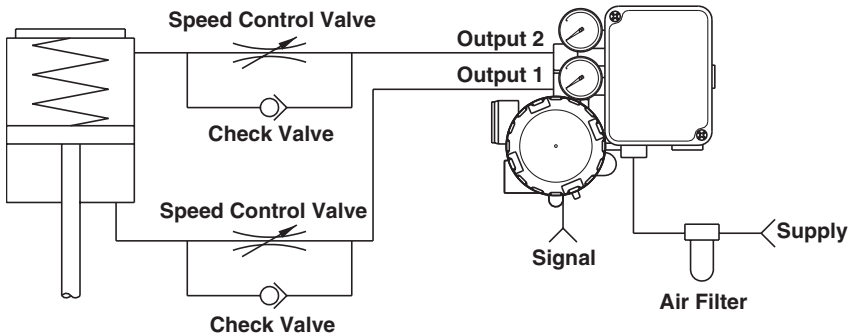 Speed Control Valve
Output 2
Output 1
Check Valve
Speed Control Valve
Signal
Supply
Air Filter
Check Valve